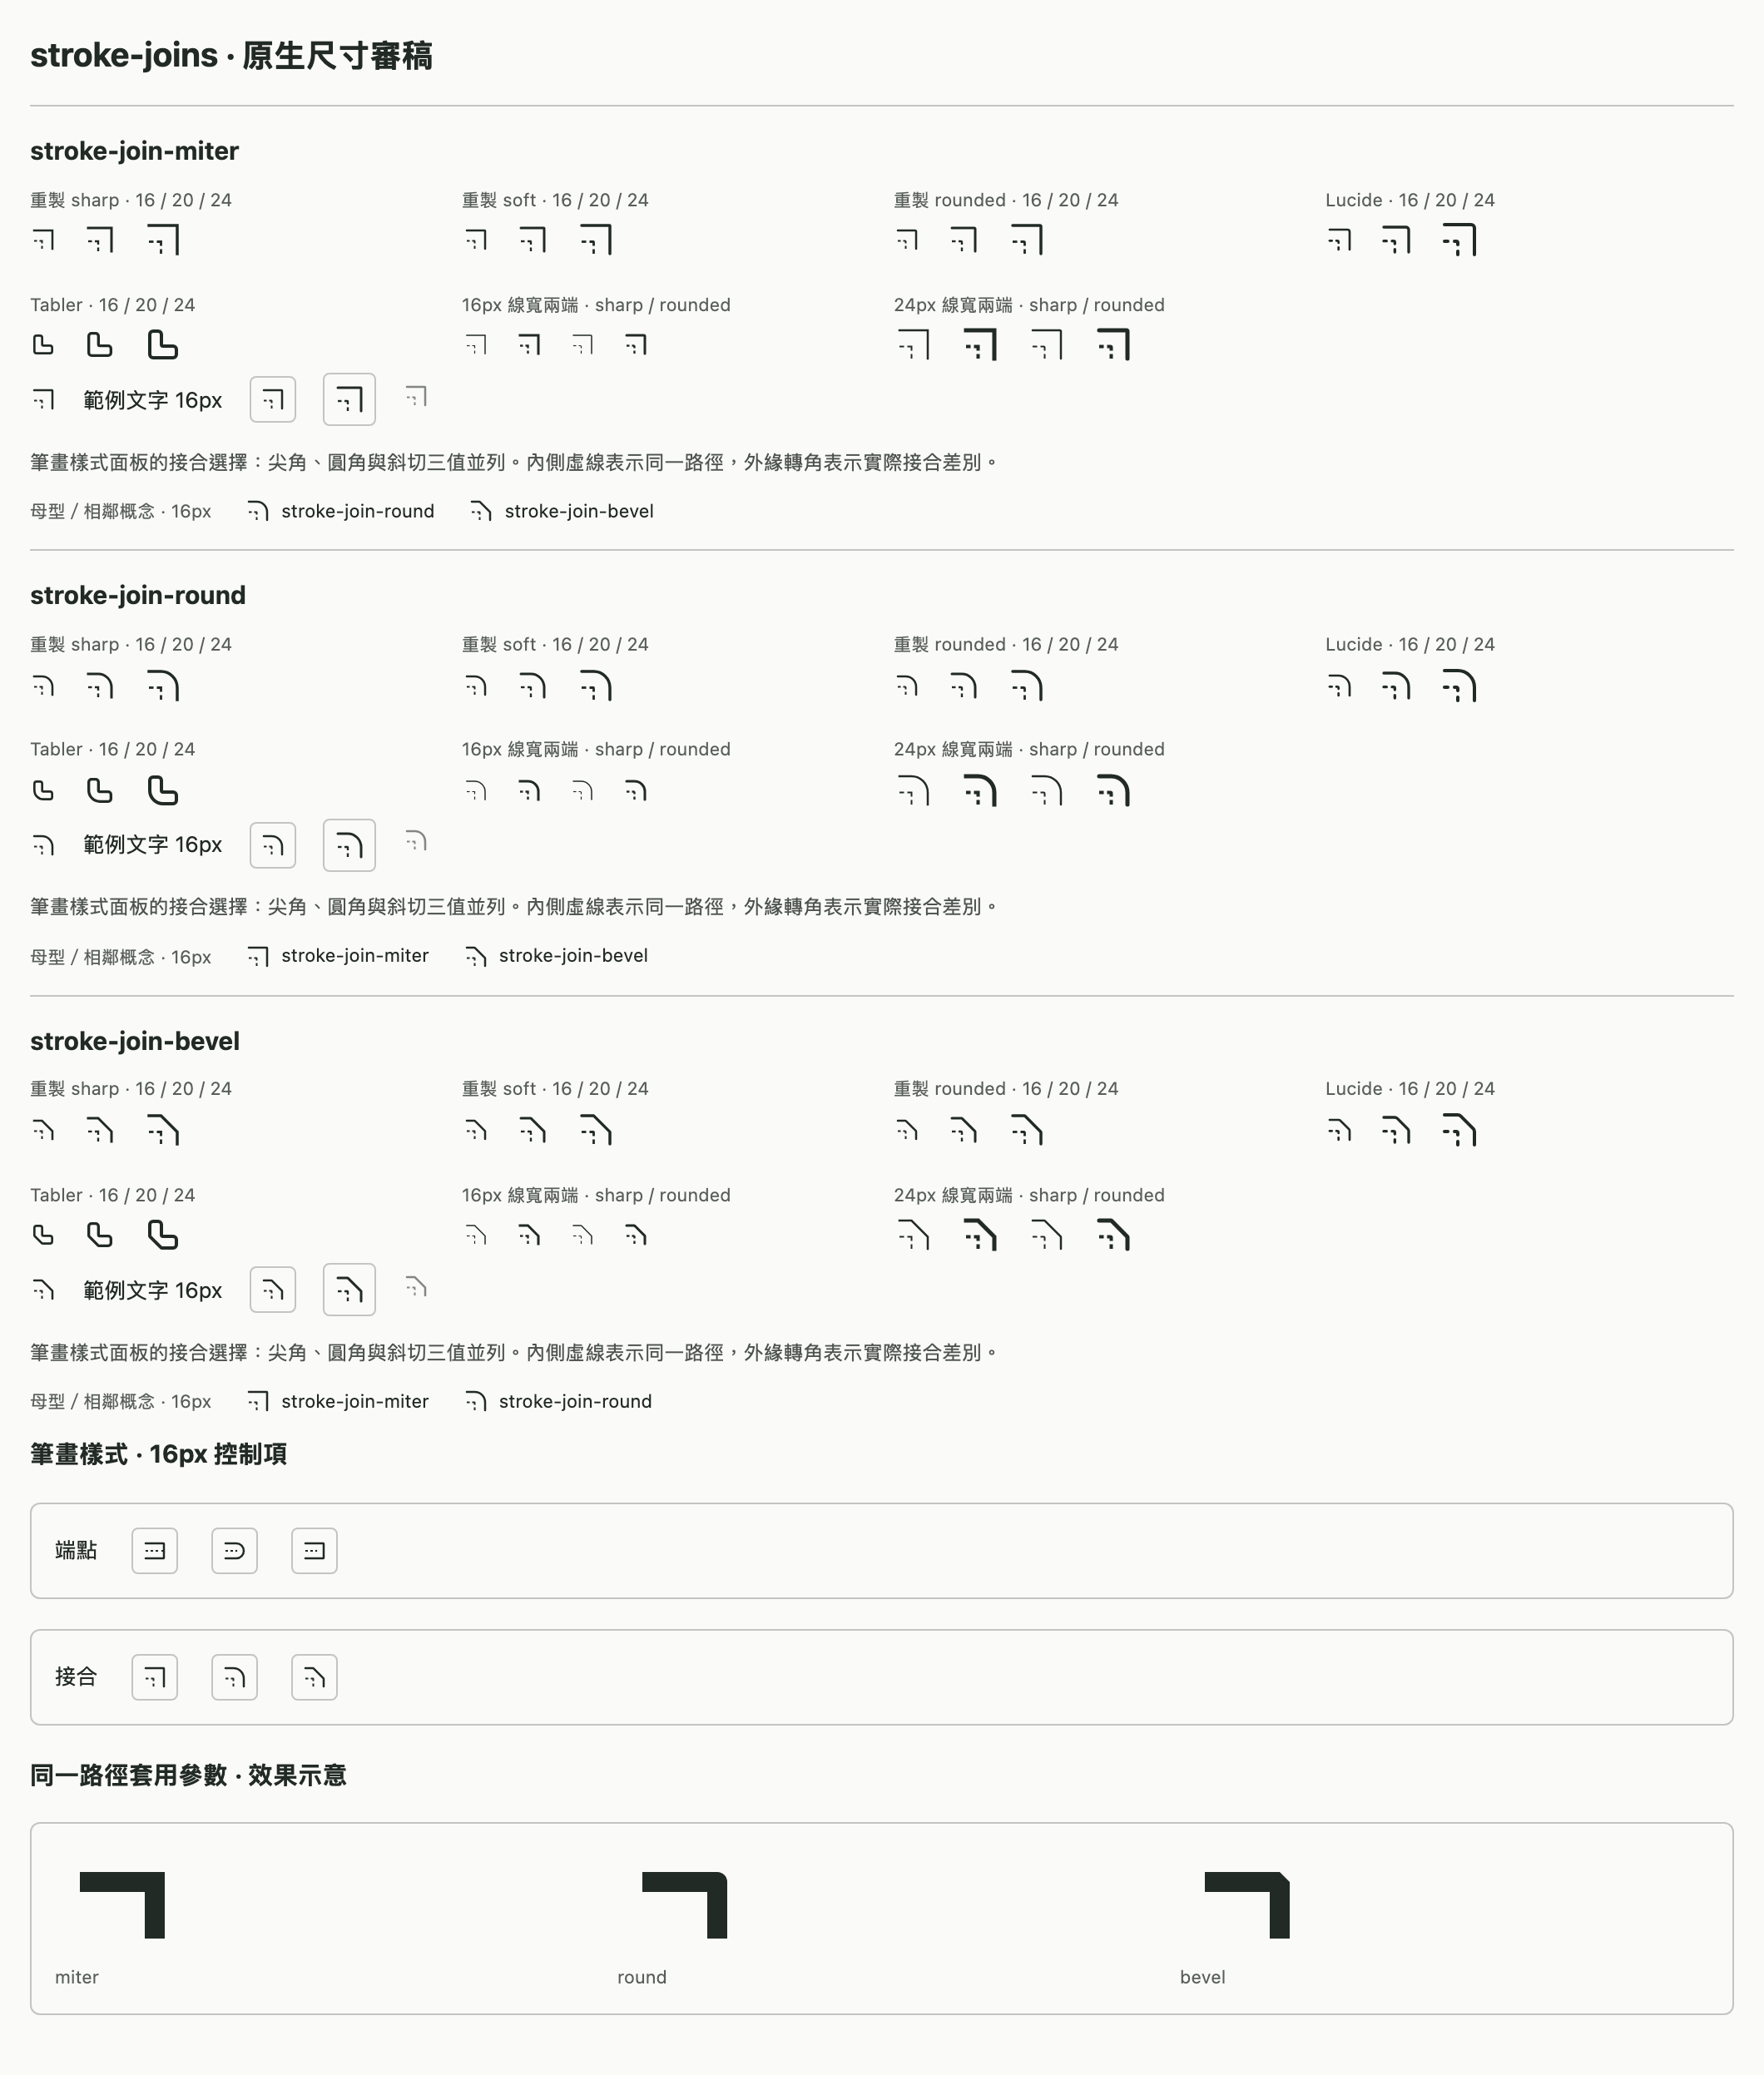 stroke-joins · 原生尺寸審稿
stroke-join-miter
重製 sharp · 16 / 20 / 24
重製 soft · 16 / 20 / 24
重製 rounded · 16 / 20 / 24
Lucide · 16 / 20 / 24
Tabler · 16 / 20 / 24
16px 線寬兩端 · sharp / rounded
24px 線寬兩端 · sharp / rounded
範例文字 16px
筆畫樣式面板的接合選擇：尖角、圓角與斜切三值並列。內側虛線表示同一路徑，外緣轉角表示實際接合差別。
母型 / 相鄰概念 · 16px stroke-join-round stroke-join-bevel
stroke-join-round
重製 sharp · 16 / 20 / 24
重製 soft · 16 / 20 / 24
重製 rounded · 16 / 20 / 24
Lucide · 16 / 20 / 24
Tabler · 16 / 20 / 24
16px 線寬兩端 · sharp / rounded
24px 線寬兩端 · sharp / rounded
範例文字 16px
筆畫樣式面板的接合選擇：尖角、圓角與斜切三值並列。內側虛線表示同一路徑，外緣轉角表示實際接合差別。
母型 / 相鄰概念 · 16px stroke-join-miter stroke-join-bevel
stroke-join-bevel
重製 sharp · 16 / 20 / 24
重製 soft · 16 / 20 / 24
重製 rounded · 16 / 20 / 24
Lucide · 16 / 20 / 24
Tabler · 16 / 20 / 24
16px 線寬兩端 · sharp / rounded
24px 線寬兩端 · sharp / rounded
範例文字 16px
筆畫樣式面板的接合選擇：尖角、圓角與斜切三值並列。內側虛線表示同一路徑，外緣轉角表示實際接合差別。
母型 / 相鄰概念 · 16px stroke-join-miter stroke-join-round
筆畫樣式 · 16px 控制項
端點
接合
同一路徑套用參數 · 效果示意
miter
round
bevel